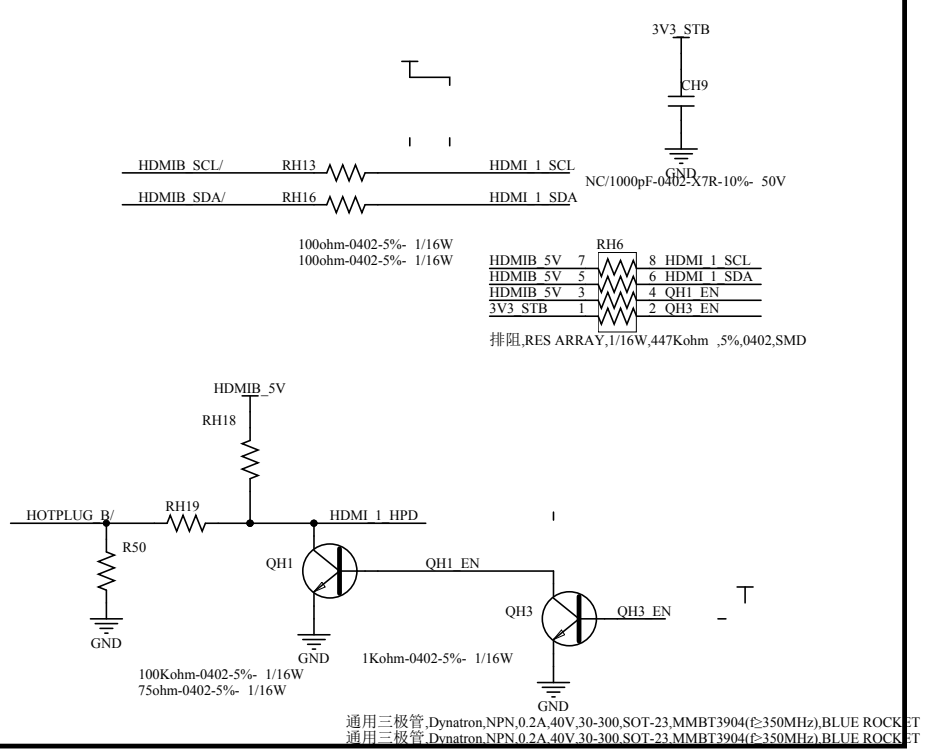 3V3_STB
CH9
GND
NC/1000pF-0402-X7R-10%- 50V
HDMIB_SCL/ RH13 HDMI_1_SCL
HDMIB_SDA/ RH16 HDMI_1_SDA
100ohm-0402-5%- 1/16W
100ohm-0402-5%- 1/16W
RH6
HDMIB_5V 7 8 HDMI_1_SCL
HDMIB_5V 5 6 HDMI_1_SDA
HDMIB_5V 3 4 QH1_EN
3V3_STB 1 2 QH3_EN
排阻,RES ARRAY,1/16W,447Kohm ,5%,0402,SMD
HDMIB_5V
RH18
HOTPLUG_B/ RH19 HDMI_1_HPD
R50
QH1 QH1_EN
QH3 QH3_EN
GND
GND
1Kohm-0402-5%- 1/16W
100Kohm-0402-5%- 1/16W
75ohm-0402-5%- 1/16W
GND
通用三极管,Dynatron,NPN,0.2A,40V,30-300,SOT-23,MMBT3904(f≥350MHz),BLUE ROCKET
通用三极管,Dynatron,NPN,0.2A,40V,30-300,SOT-23,MMBT3904(f≥350MHz),BLUE ROCKET